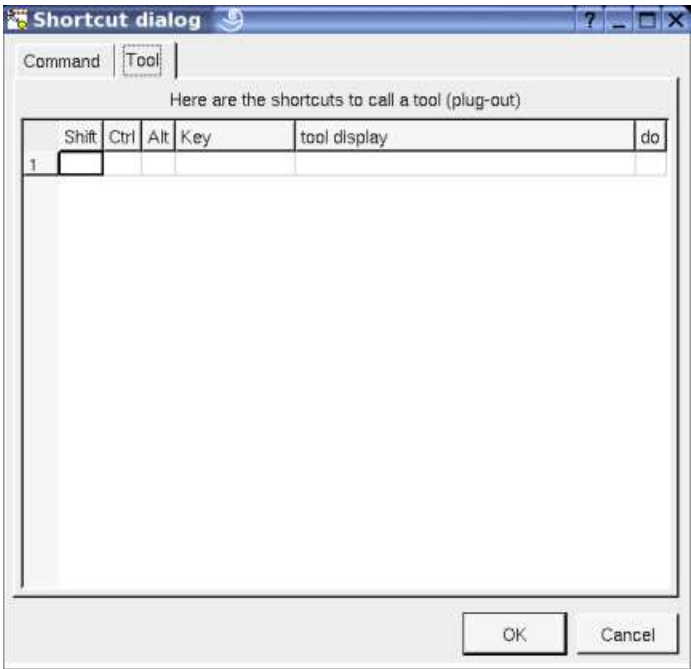 Shortcut dialog
Command Tool
Here are the shortcuts to call a tool (plug-out)
Shift Ctrl Alt Key tool display do
1
OK Cancel